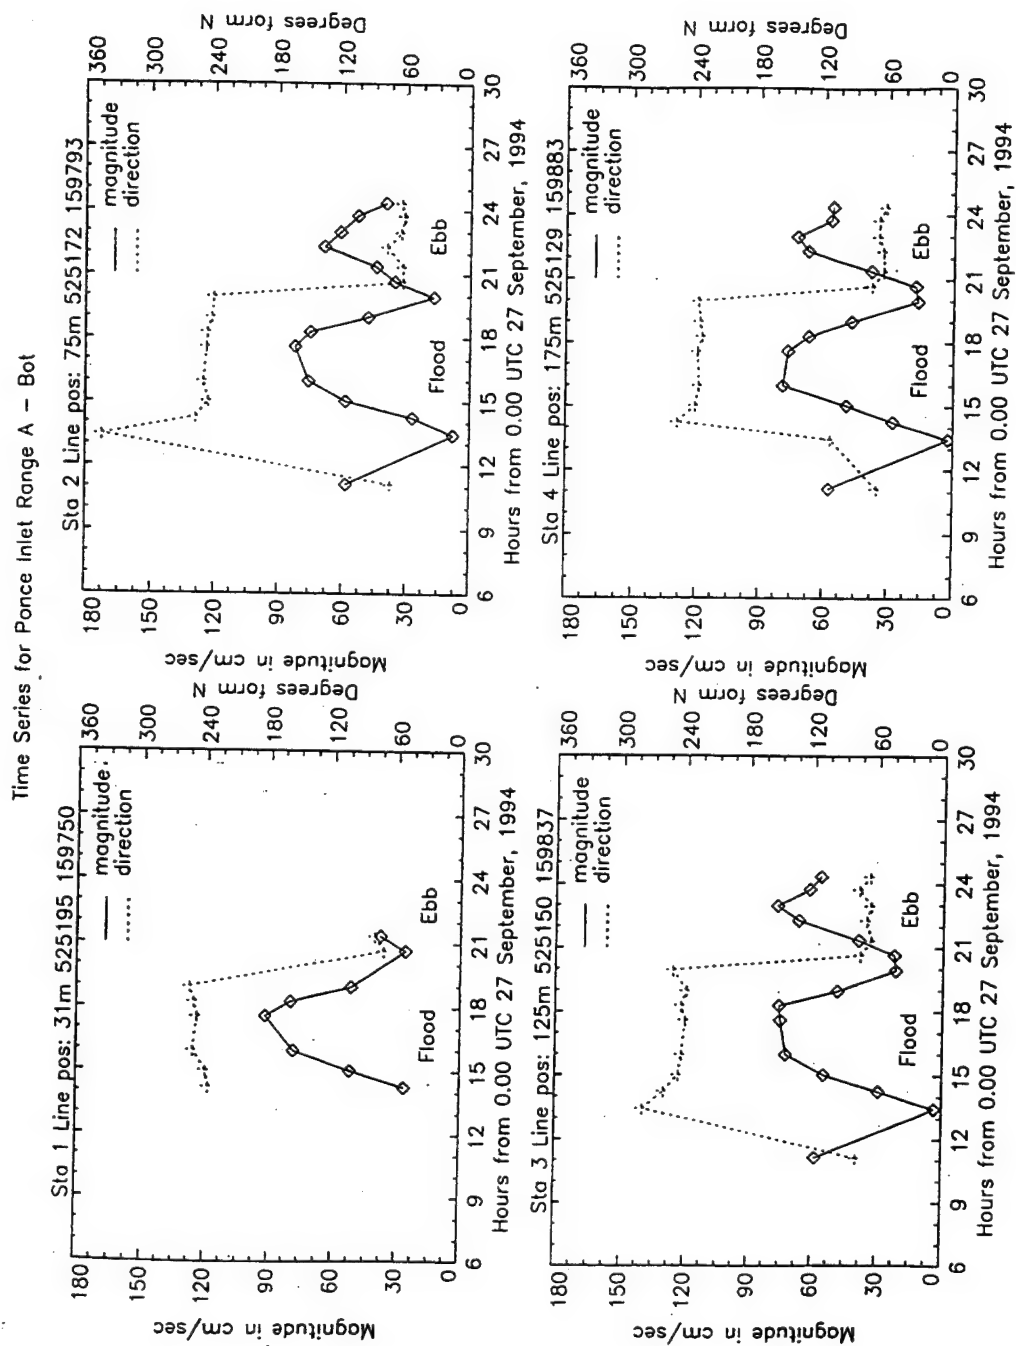 Time Series for Ponce Inlet Range A – Bot
Sta 1 Line pos: 31m 525195 159750
magnitude
direction
Flood
Ebb
180
150
120
90
60
30
0
Magnitude in cm/sec
360
300
240
180
120
60
0
Degrees form N
6
9
12
15
18
21
24
27
30
Hours from 0.00 UTC 27 September, 1994
Sta 2 Line pos: 75m 525172 159793
magnitude
direction
Flood
Ebb
180
150
120
90
60
30
0
Magnitude in cm/sec
360
300
240
180
120
60
0
Degrees form N
6
9
12
15
18
21
24
27
30
Hours from 0.00 UTC 27 September, 1994
Sta 3 Line pos: 125m 525150 159837
magnitude
direction
Flood
Ebb
180
150
120
90
60
30
0
Magnitude in cm/sec
360
300
240
180
120
60
0
Degrees form N
6
9
12
15
18
21
24
27
30
Hours from 0.00 UTC 27 September, 1994
Sta 4 Line pos: 175m 525129 159883
magnitude
direction
Flood
Ebb
180
150
120
90
60
30
0
Magnitude in cm/sec
360
300
240
180
120
60
0
Degrees form N
6
9
12
15
18
21
24
27
30
Hours from 0.00 UTC 27 September, 1994